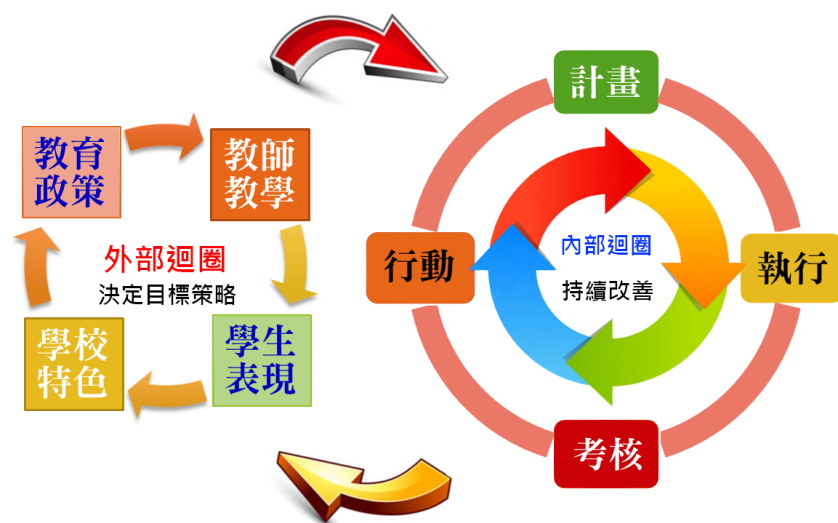 教育
政策
教師
教學
外部迴圈
決定目標策略
學校
特色
學生
表現
計畫
行動
內部迴圈
持續改善
執行
考核